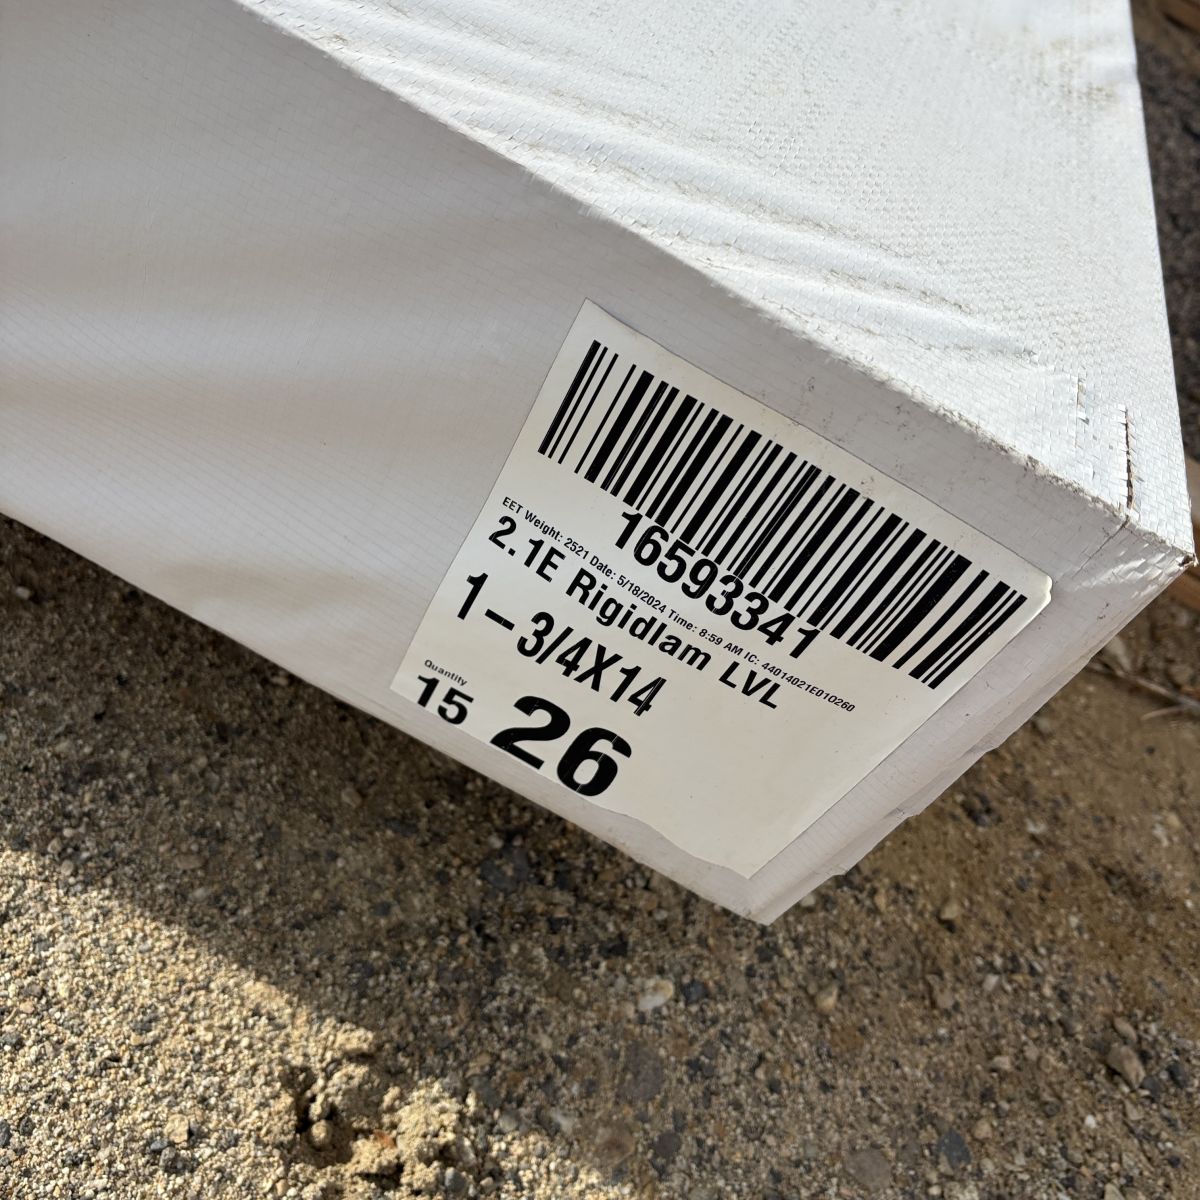 16593341
EET Weight: 2521 Date: 5/18/2024 Time: 8:59 AM IC: 44014021E010260
2.1E Rigidlam LVL
1-3/4X14
Quantity
15 26